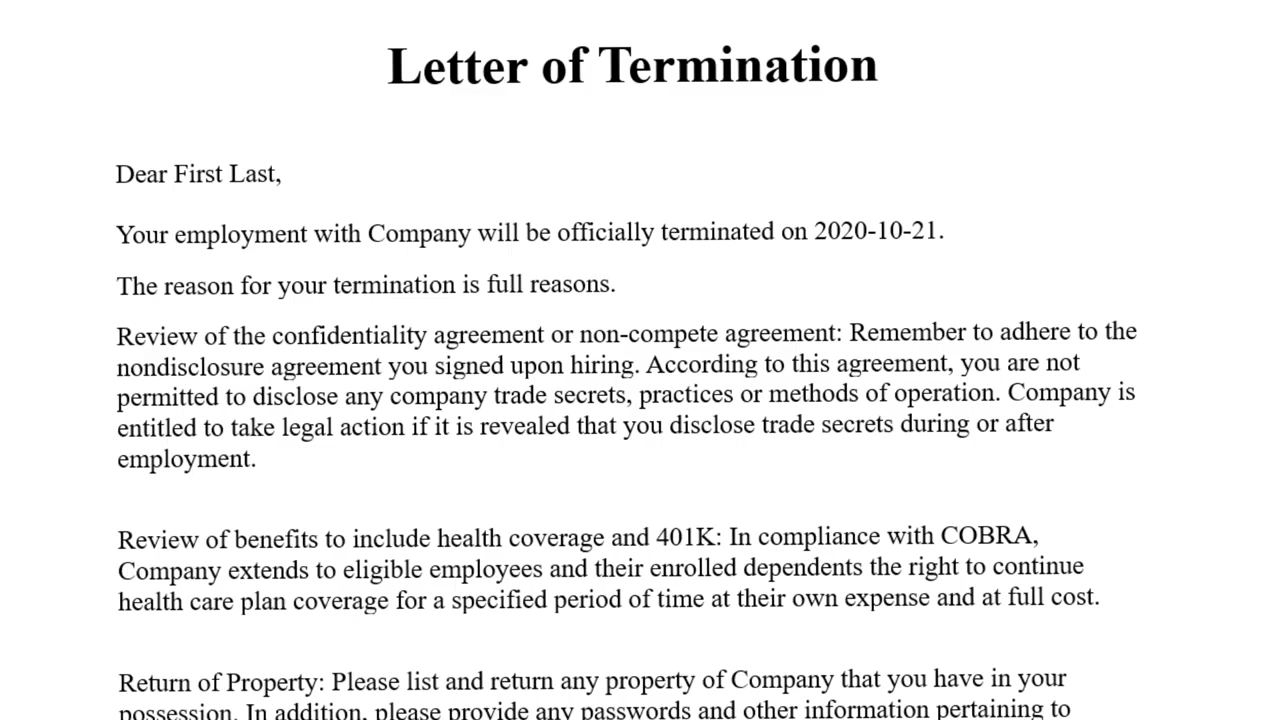 Letter of Termination
Dear First Last,
Your employment with Company will be officially terminated on 2020-10-21.
The reason for your termination is full reasons.
Review of the confidentiality agreement or non-compete agreement: Remember to adhere to the
nondisclosure agreement you signed upon hiring. According to this agreement, you are not
permitted to disclose any company trade secrets, practices or methods of operation. Company is
entitled to take legal action if it is revealed that you disclose trade secrets during or after
employment.
Review of benefits to include health coverage and 401K: In compliance with COBRA,
Company extends to eligible employees and their enrolled dependents the right to continue
health care plan coverage for a specified period of time at their own expense and at full cost.
Return of Property: Please list and return any property of Company that you have in your
possession. In addition, please provide any passwords and other information pertaining to